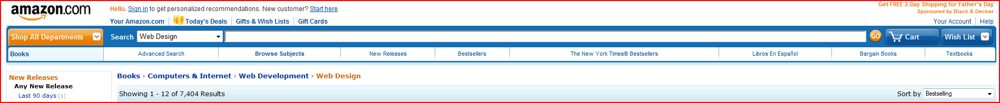 amazon.com
Hello. Sign in to get personalized recommendations. New customer? Start here.
Get FREE 2-Day Shipping for Father's Day
Sponsored by Black & Decker
Your Amazon.com Today's Deals Gifts & Wish Lists Gift Cards
Your Account Help
Shop All Departments Search Web Design GO Cart Wish List
Books Advanced Search Browse Subjects New Releases Bestsellers The New York Times® Bestsellers Libros En Español Bargain Books Textbooks
New Releases
Any New Release
Last 90 days (1)
Books › Computers & Internet › Web Development › Web Design
Showing 1 - 12 of 7,404 Results
Sort by Bestselling